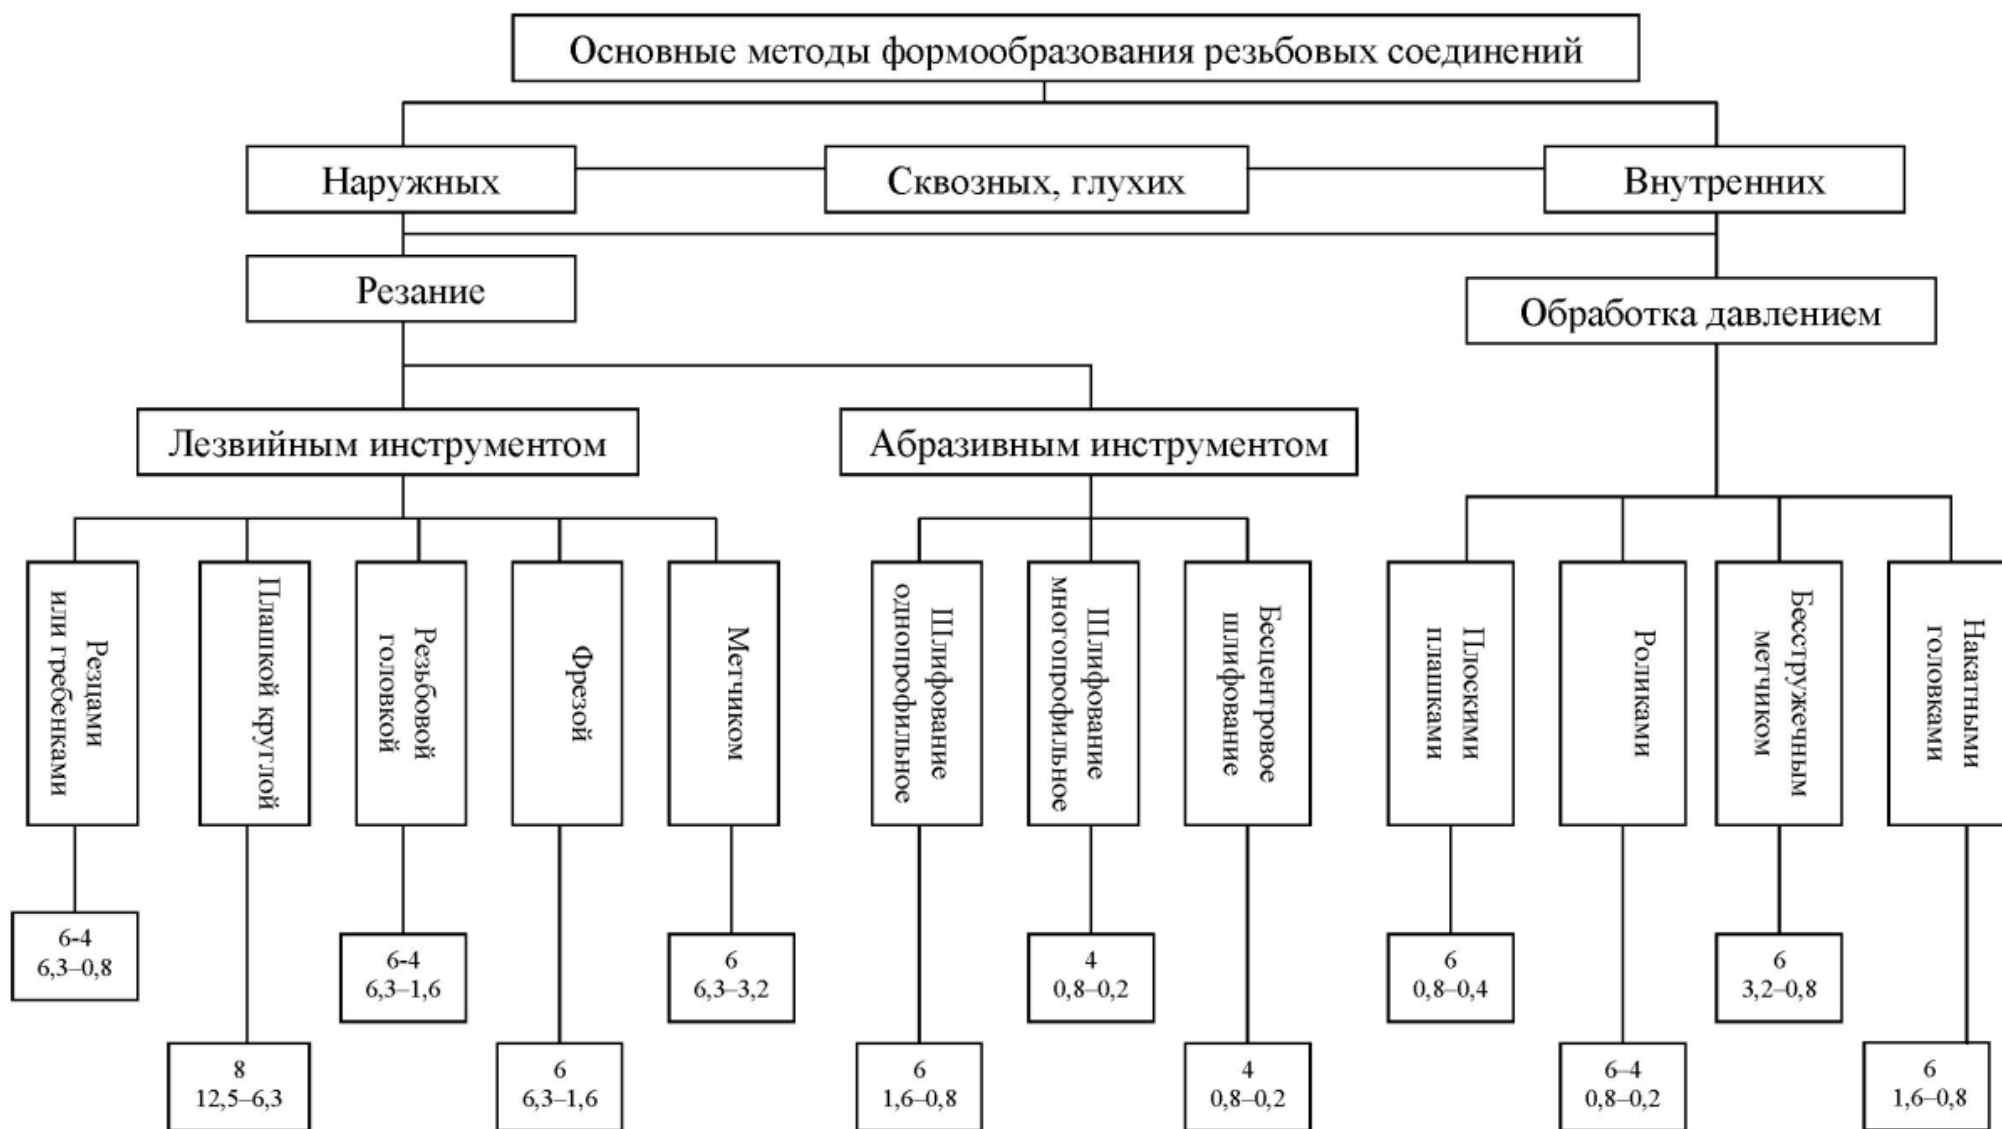 Основные методы формообразования резьбовых соединений
Наружных
Сквозных, глухих
Внутренних
Резание
Обработка давлением
Лезвийным инструментом
Абразивным инструментом
Резцами
или гребенками
Плашкой круглой
Резьбовой
головкой
Фрезой
Метчиком
Шлифование
однопрофильное
Шлифование
многопрофильное
Бесцентровое
шлифование
Плоскими
плашками
Роликами
Бесстружечным
метчиком
Накатными
головками
6-4
6,3–0,8
8
12,5–6,3
6-4
6,3–1,6
6
6,3–1,6
6
6,3–3,2
6
1,6–0,8
4
0,8–0,2
4
0,8–0,2
6
0,8–0,4
6–4
0,8–0,2
6
3,2–0,8
6
1,6–0,8